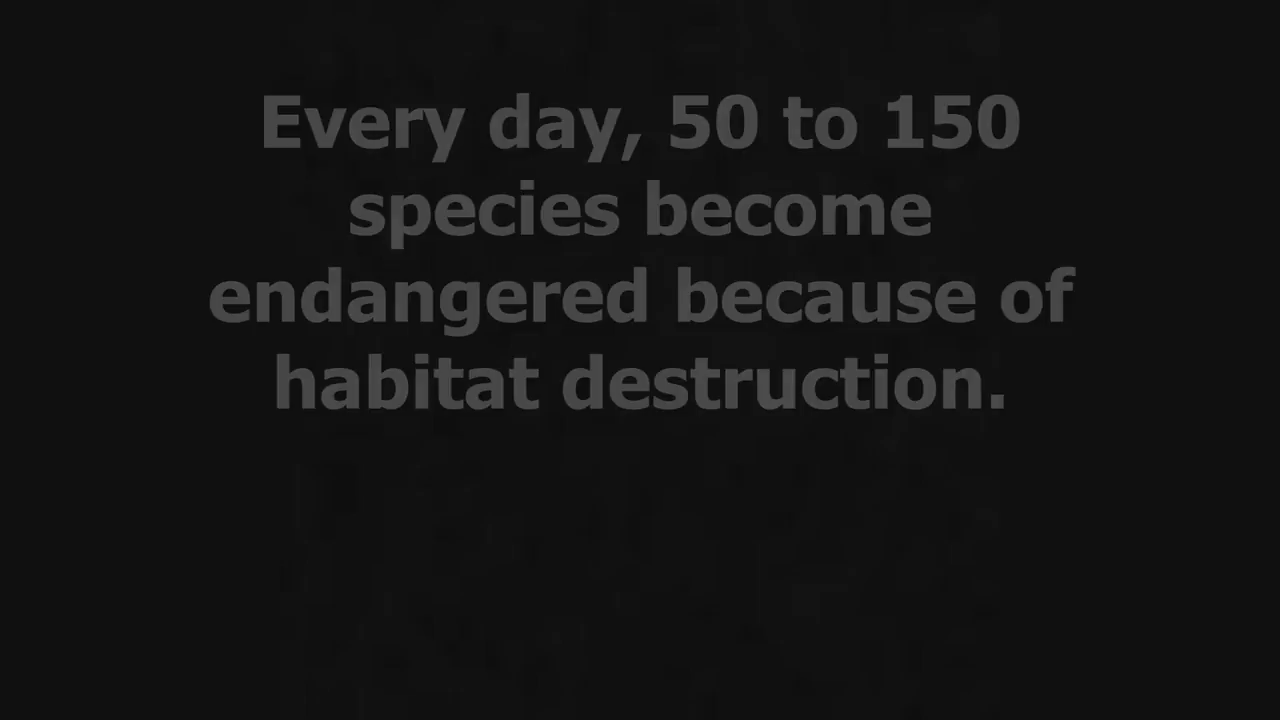 Every day, 50 to 150
species become
endangered because of
habitat destruction.